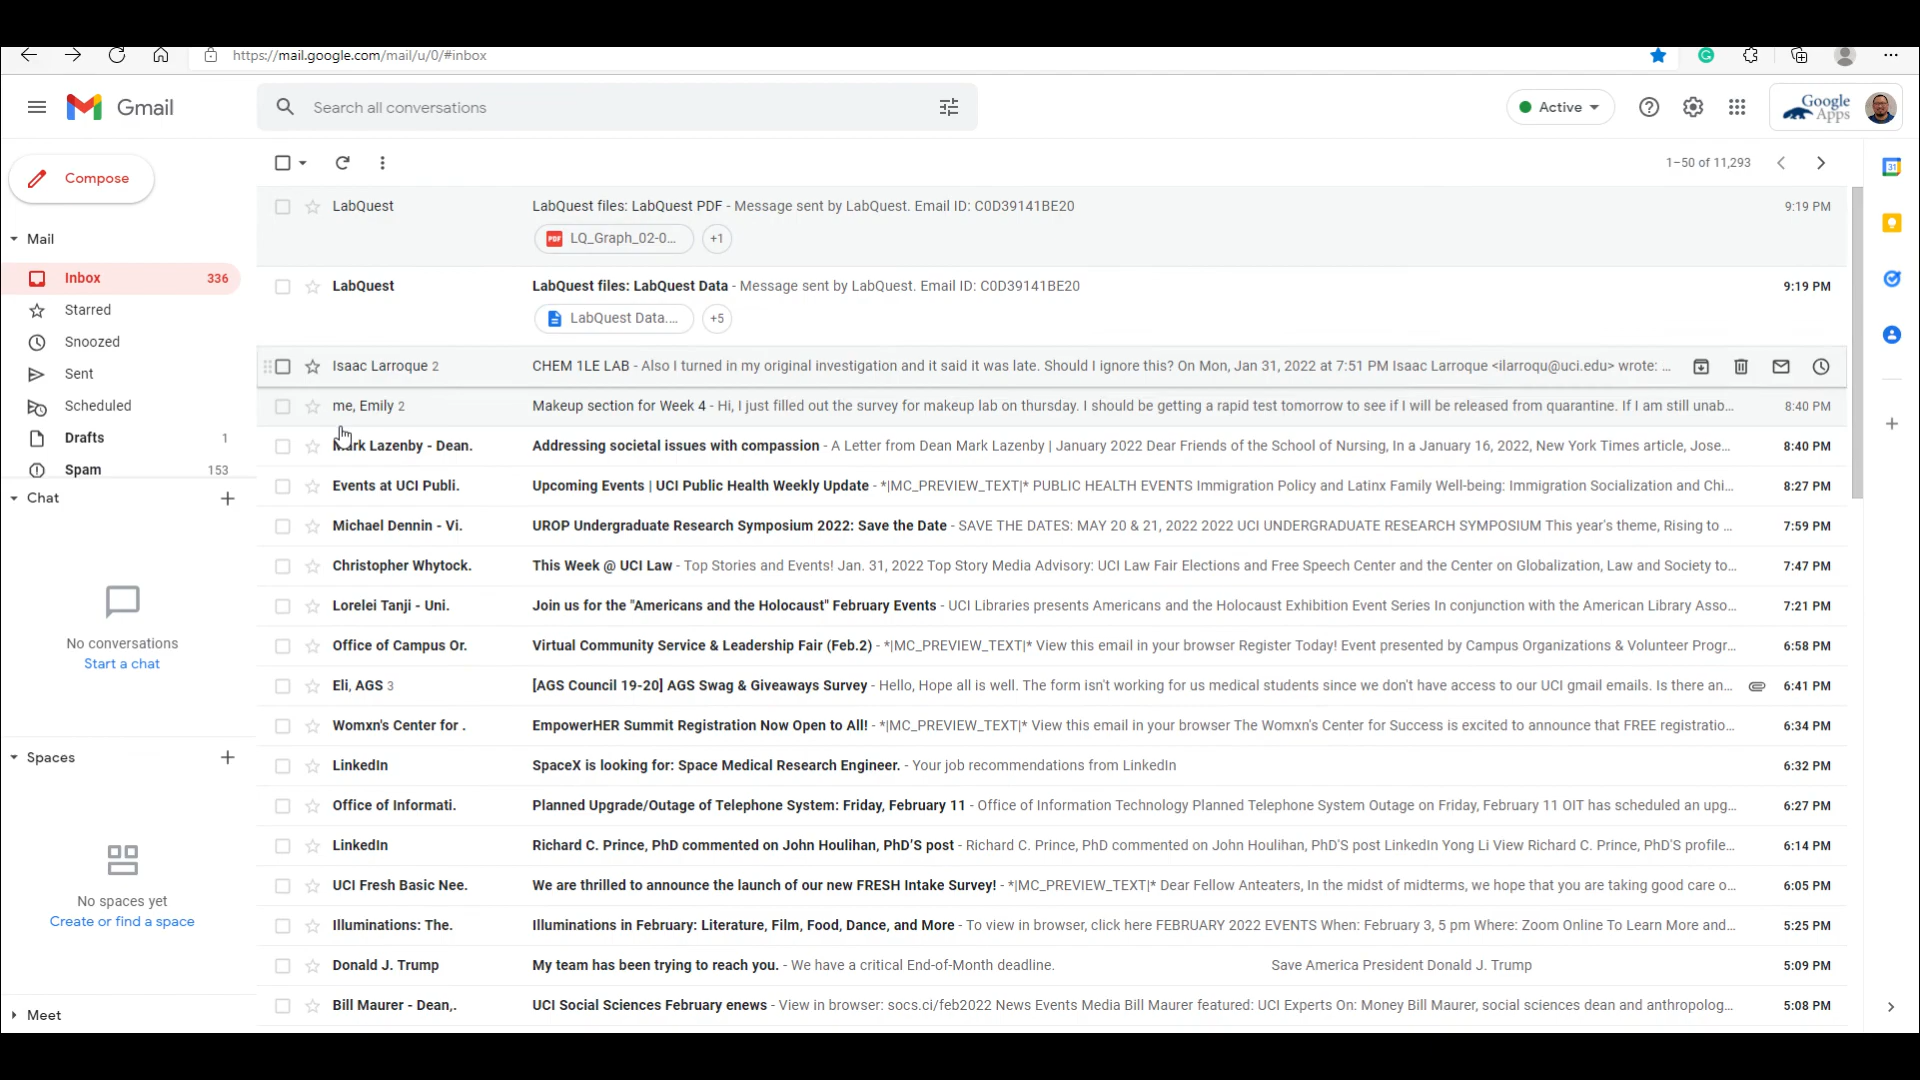 https://mail.google.com/mail/u/0/#inbox
Gmail
Search all conversations
Active
Google Apps
Compose
1–50 of 11,293
Mail
Inbox 336
Starred
Snoozed
Sent
Scheduled
Drafts 1
Spam 153
Chat
No conversations
Start a chat
Spaces
No spaces yet
Create or find a space
Meet
LabQuest LabQuest files: LabQuest PDF - Message sent by LabQuest. Email ID: C0D39141BE20 9:19 PM
PDF LQ_Graph_02-0... +1
LabQuest LabQuest files: LabQuest Data - Message sent by LabQuest. Email ID: C0D39141BE20 9:19 PM
LabQuest Data.... +5
Isaac Larroque 2 CHEM 1LE LAB - Also I turned in my original investigation and it said it was late. Should I ignore this? On Mon, Jan 31, 2022 at 7:51 PM Isaac Larroque <ilarroqu@uci.edu> wrote: ...
me, Emily 2 Makeup section for Week 4 - Hi, I just filled out the survey for makeup lab on thursday. I should be getting a rapid test tomorrow to see if I will be released from quarantine. If I am still unab... 8:40 PM
Mark Lazenby - Dean. Addressing societal issues with compassion - A Letter from Dean Mark Lazenby | January 2022 Dear Friends of the School of Nursing, In a January 16, 2022, New York Times article, Jose... 8:40 PM
Events at UCI Publi. Upcoming Events | UCI Public Health Weekly Update - *|MC_PREVIEW_TEXT|* PUBLIC HEALTH EVENTS Immigration Policy and Latinx Family Well-being: Immigration Socialization and Chi... 8:27 PM
Michael Dennin - Vi. UROP Undergraduate Research Symposium 2022: Save the Date - SAVE THE DATES: MAY 20 & 21, 2022 2022 UCI UNDERGRADUATE RESEARCH SYMPOSIUM This year's theme, Rising to ... 7:59 PM
Christopher Whytock. This Week @ UCI Law - Top Stories and Events! Jan. 31, 2022 Top Story Media Advisory: UCI Law Fair Elections and Free Speech Center and the Center on Globalization, Law and Society to... 7:47 PM
Lorelei Tanji - Uni. Join us for the "Americans and the Holocaust" February Events - UCI Libraries presents Americans and the Holocaust Exhibition Event Series In conjunction with the American Library Asso... 7:21 PM
Office of Campus Or. Virtual Community Service & Leadership Fair (Feb.2) - *|MC_PREVIEW_TEXT|* View this email in your browser Register Today! Event presented by Campus Organizations & Volunteer Progr... 6:58 PM
Eli, AGS 3 [AGS Council 19-20] AGS Swag & Giveaways Survey - Hello, Hope all is well. The form isn't working for us medical students since we don't have access to our UCI gmail emails. Is there an... 6:41 PM
Womxn's Center for . EmpowerHER Summit Registration Now Open to All! - *|MC_PREVIEW_TEXT|* View this email in your browser The Womxn's Center for Success is excited to announce that FREE registratio... 6:34 PM
LinkedIn SpaceX is looking for: Space Medical Research Engineer. - Your job recommendations from LinkedIn 6:32 PM
Office of Informati. Planned Upgrade/Outage of Telephone System: Friday, February 11 - Office of Information Technology Planned Telephone System Outage on Friday, February 11 OIT has scheduled an upg... 6:27 PM
LinkedIn Richard C. Prince, PhD commented on John Houlihan, PhD'S post - Richard C. Prince, PhD commented on John Houlihan, PhD'S post LinkedIn Yong Li View Richard C. Prince, PhD's profile... 6:14 PM
UCI Fresh Basic Nee. We are thrilled to announce the launch of our new FRESH Intake Survey! - *|MC_PREVIEW_TEXT|* Dear Fellow Anteaters, In the midst of midterms, we hope that you are taking good care o... 6:05 PM
Illuminations: The. Illuminations in February: Literature, Film, Food, Dance, and More - To view in browser, click here FEBRUARY 2022 EVENTS When: February 3, 5 pm Where: Zoom Online To Learn More and... 5:25 PM
Donald J. Trump My team has been trying to reach you. - We have a critical End-of-Month deadline. Save America President Donald J. Trump 5:09 PM
Bill Maurer - Dean,. UCI Social Sciences February enews - View in browser: socs.ci/feb2022 News Events Media Bill Maurer featured: UCI Experts On: Money Bill Maurer, social sciences dean and anthropolog... 5:08 PM